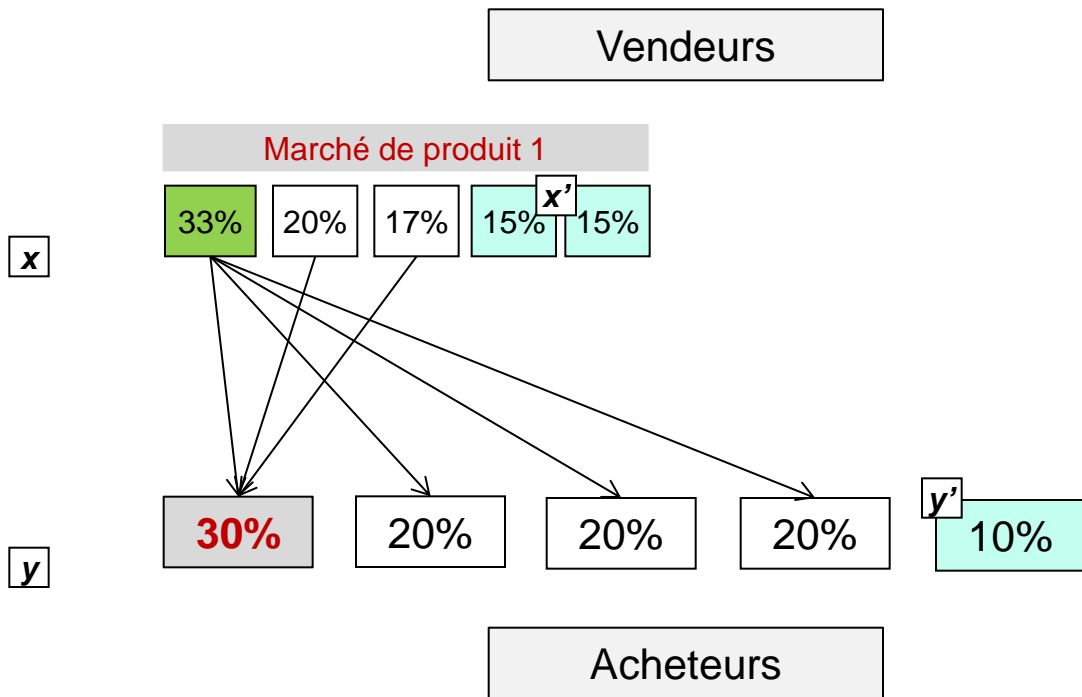 Vendeurs
Marché de produit 1
33% 20% 17% 15% x’ 15%
x
30% 20% 20% 20% y’ 10%
y
Acheteurs